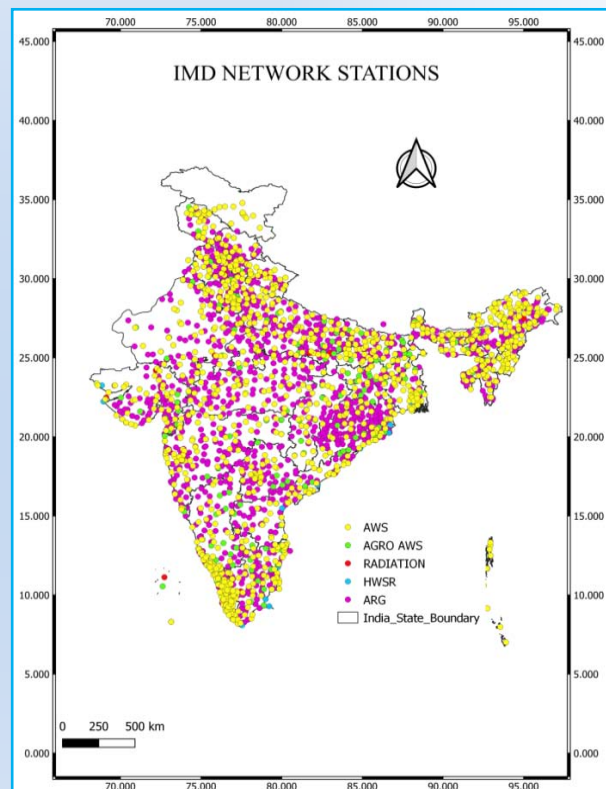 70.000 75.000 80.000 85.000 90.000 95.000
IMD NETWORK STATIONS
45.000 45.000
40.000 40.000
35.000 35.000
30.000 30.000
25.000 25.000
20.000 20.000
15.000 15.000
AWS
AGRO AWS
RADIATION
HWSR
ARG
India_State_Boundary
10.000 10.000
5.000 5.000
0 250 500 km
0.000 0.000
70.000 75.000 80.000 85.000 90.000 95.000